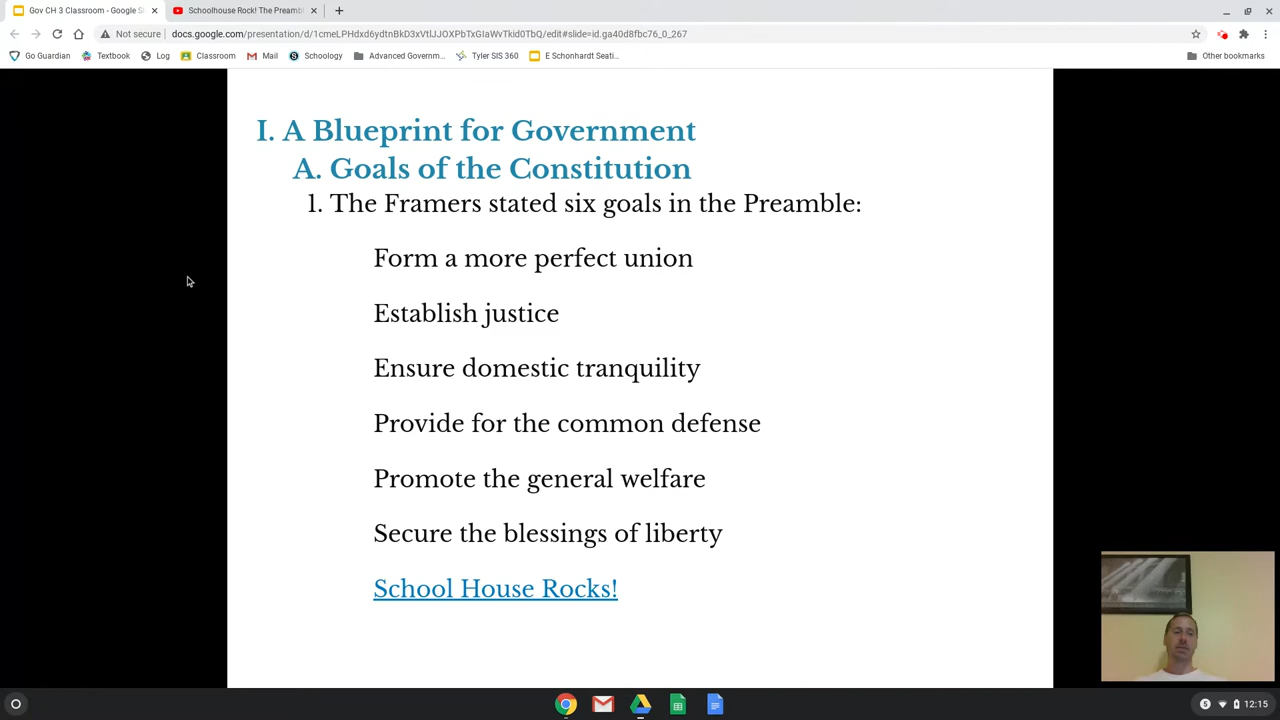 Gov CH 3 Classroom - Google S
Schoolhouse Rock! The Preamb
Not secure
docs.google.com/presentation/d/1cmeLPHdxd6ydtnBkD3xVtlJJOXPbTxGIaWvTkid0TbQ/edit#slide=id.ga40d8fbc76_0_267
Go Guardian
Textbook
Log
Classroom
Mail
Schoology
Advanced Governm...
Tyler SIS 360
E Schonhardt Seati...
Other bookmarks
I. A Blueprint for Government
A. Goals of the Constitution
1. The Framers stated six goals in the Preamble:
Form a more perfect union
Establish justice
Ensure domestic tranquility
Provide for the common defense
Promote the general welfare
Secure the blessings of liberty
School House Rocks!
5
12:15